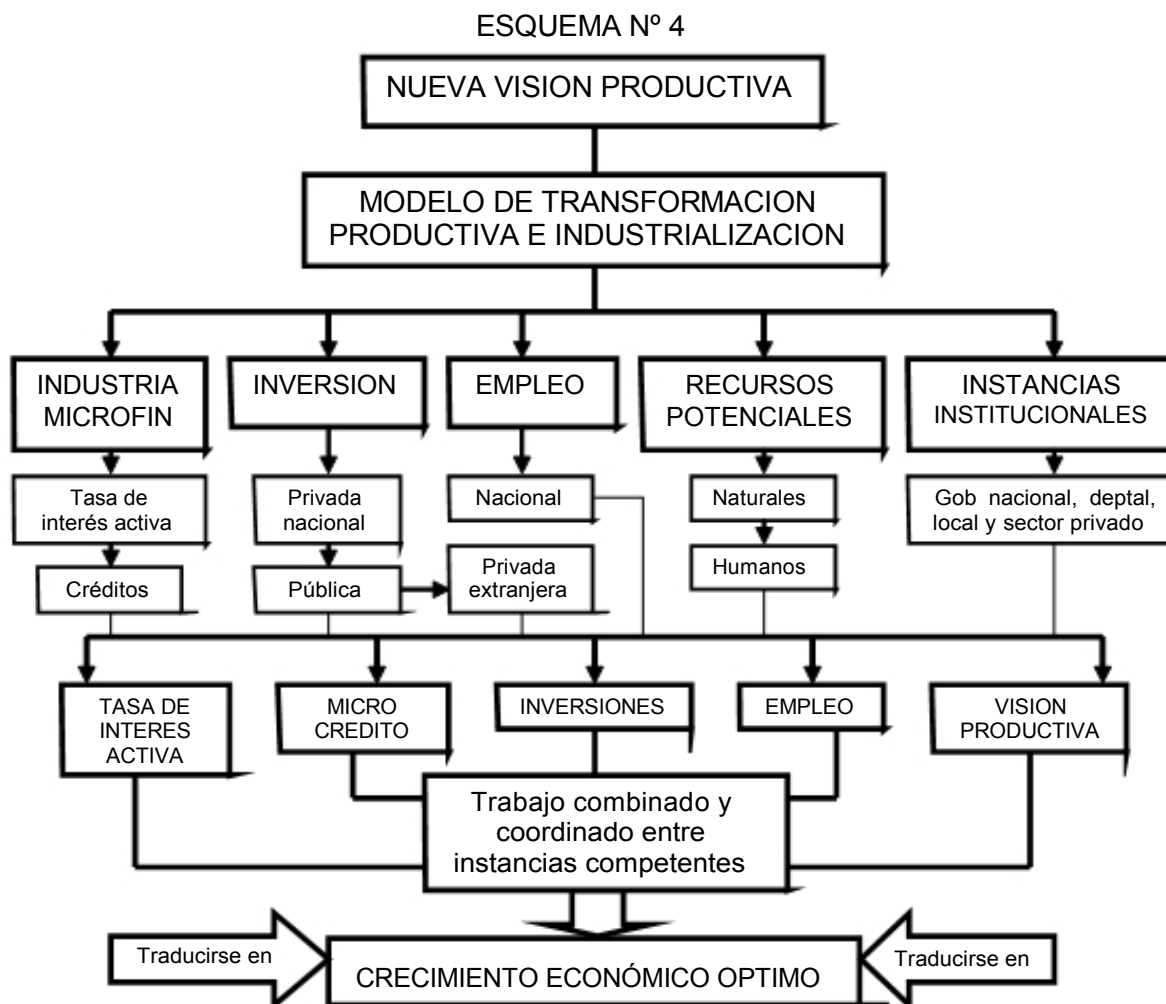 ESQUEMA Nº 4
NUEVA VISION PRODUCTIVA
MODELO DE TRANSFORMACION
PRODUCTIVA E INDUSTRIALIZACION
INDUSTRIA
MICROFIN
INVERSION
EMPLEO
RECURSOS
POTENCIALES
INSTANCIAS
INSTITUCIONALES
Tasa de
interés activa
Privada
nacional
Nacional
Naturales
Gob nacional, deptal,
local y sector privado
Créditos
Pública
Privada
extranjera
Humanos
TASA DE
INTERES
ACTIVA
MICRO
CREDITO
INVERSIONES
EMPLEO
VISION
PRODUCTIVA
Trabajo combinado y
coordinado entre
instancias competentes
Traducirse en
CRECIMIENTO ECONÓMICO OPTIMO
Traducirse en